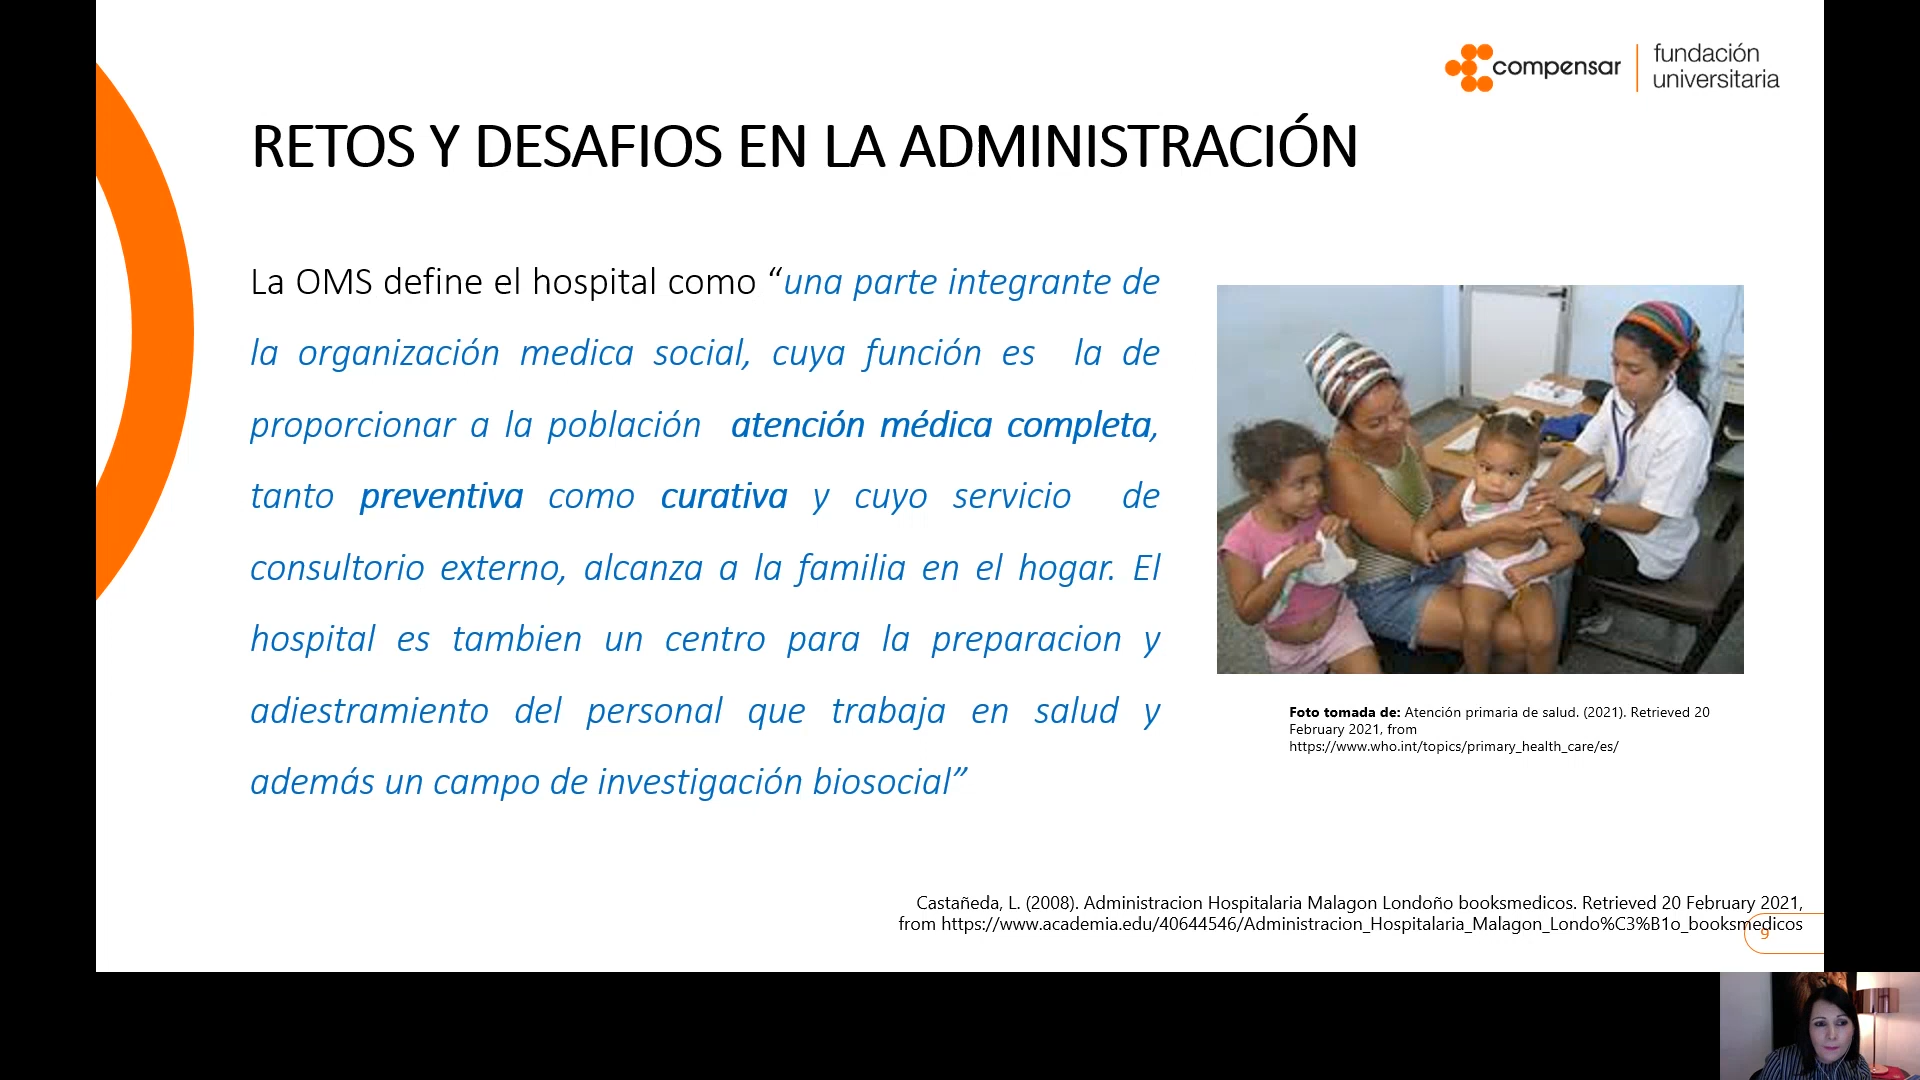 compensar
fundación
universitaria
RETOS Y DESAFIOS EN LA ADMINISTRACIÓN
La OMS define el hospital como “una parte integrante de
la organización medica social, cuya función es la de
proporcionar a la población atención médica completa,
tanto preventiva como curativa y cuyo servicio de
consultorio externo, alcanza a la familia en el hogar. El
hospital es tambien un centro para la preparacion y
adiestramiento del personal que trabaja en salud y
además un campo de investigación biosocial”
Foto tomada de: Atención primaria de salud. (2021). Retrieved 20
February 2021, from
https://www.who.int/topics/primary_health_care/es/
Castañeda, L. (2008). Administracion Hospitalaria Malagon Londoño booksmedicos. Retrieved 20 February 2021,
from https://www.academia.edu/40644546/Administracion_Hospitalaria_Malagon_Londo%C3%B1o_booksmedicos
9